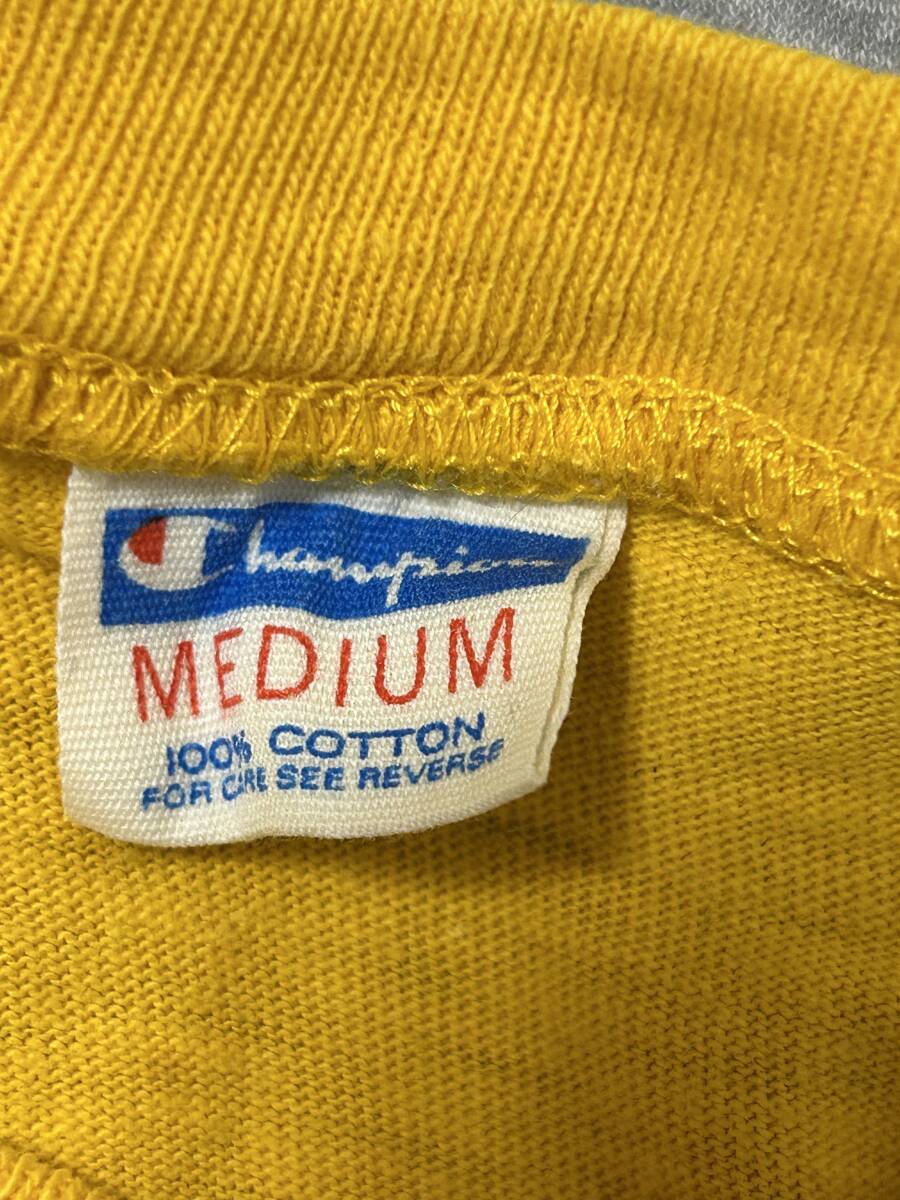 Champion
MEDIUM
100% COTTON
FOR CARE SEE REVERSE